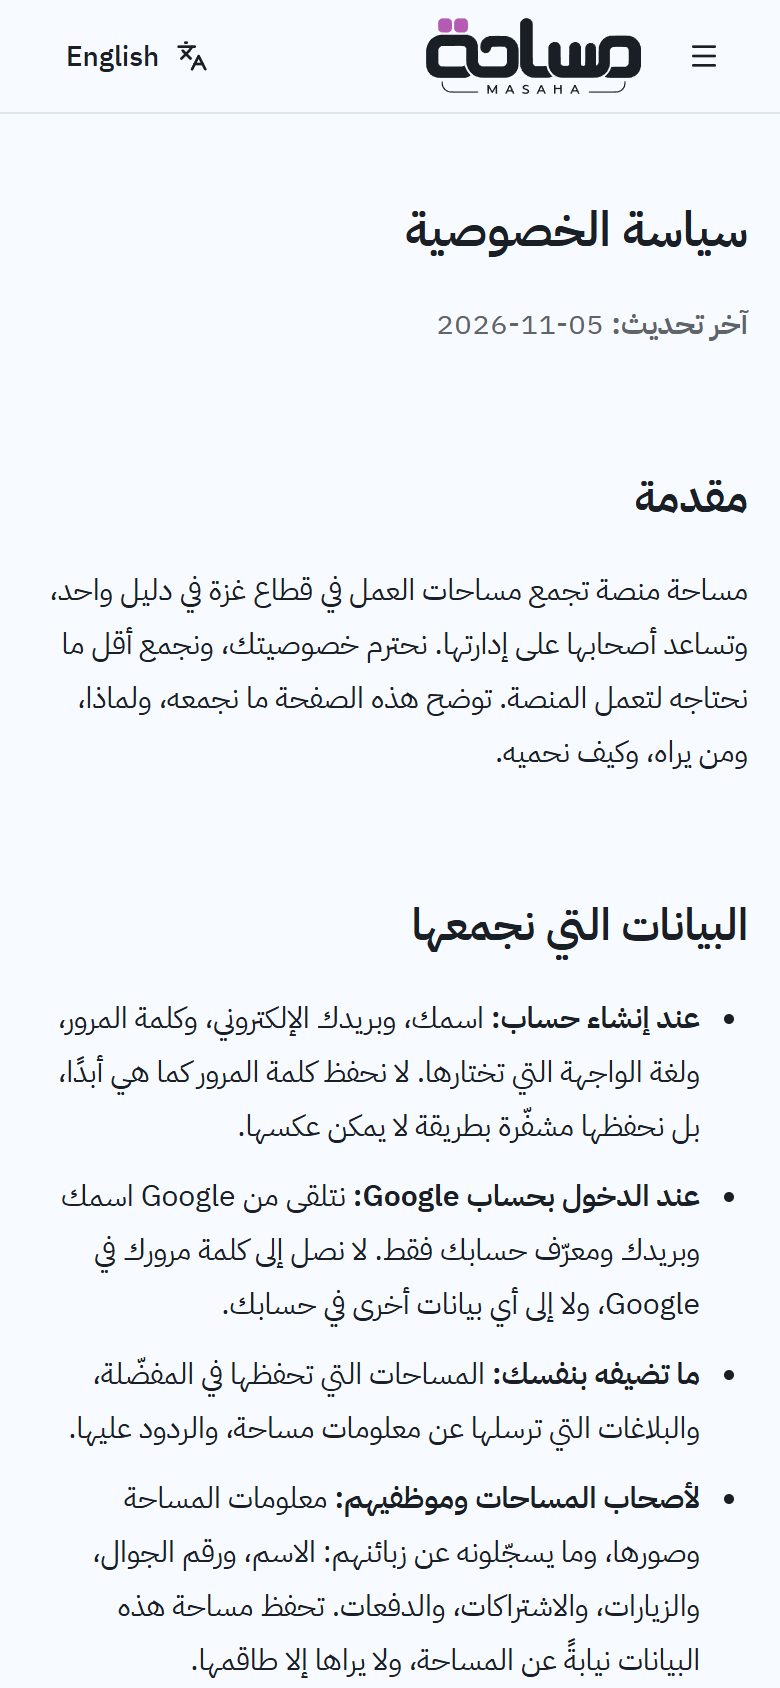 مساحة
MASAHA
English
سياسة الخصوصية
آخر تحديث: 2026-11-05
مقدمة
مساحة منصة تجمع مساحات العمل في قطاع غزة في دليل واحد،
وتساعد أصحابها على إدارتها. نحترم خصوصيتك، ونجمع أقل ما
نحتاجه لتعمل المنصة. توضح هذه الصفحة ما نجمعه، ولماذا،
ومن يراه، وكيف نحميه.
البيانات التي نجمعها
• عند إنشاء حساب: اسمك، وبريدك الإلكتروني، وكلمة المرور،
ولغة الواجهة التي تختارها. لا نحفظ كلمة المرور كما هي أبدًا،
بل نحفظها مشفّرة بطريقة لا يمكن عكسها.
• عند الدخول بحساب Google: نتلقى من Google اسمك
وبريدك ومعرّف حسابك فقط. لا نصل إلى كلمة مرورك في
Google، ولا إلى أي بيانات أخرى في حسابك.
• ما تضيفه بنفسك: المساحات التي تحفظها في المفضّلة،
والبلاغات التي ترسلها عن معلومات مساحة، والردود عليها.
• لأصحاب المساحات وموظفيهم: معلومات المساحة
وصورها، وما يسجّلونه عن زبائنهم: الاسم، ورقم الجوال،
والزيارات، والاشتراكات، والدفعات. تحفظ مساحة هذه
البيانات نيابةً عن المساحة، ولا يراها إلا طاقمها.